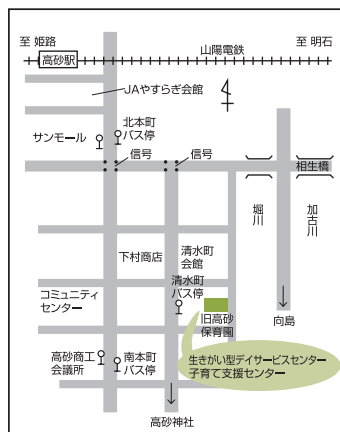 至 姫路
至 明石
高砂駅
山陽電鉄
JAやすらぎ会館
北本町
バス停
サンモール
信号
信号
相生橋
堀川
加古川
下村商店
清水町
会館
清水町
バス停
コミュニティ
センター
旧高砂
保育園
向島
高砂商工
会議所
南本町
バス停
生きがい型デイサービスセンター
子育て支援センター
高砂神社